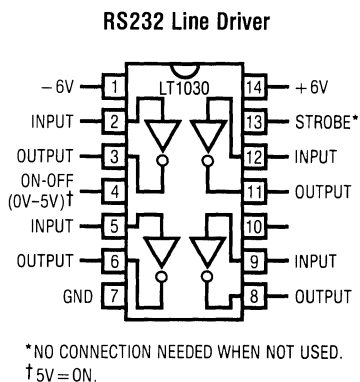 RS232 Line Driver
LT1030
−6V 1 14 +6V
INPUT 2 13 STROBE*
OUTPUT 3 12 INPUT
ON-OFF
(0V–5V)† 4 11 OUTPUT
INPUT 5 10
OUTPUT 6 9 INPUT
GND 7 8 OUTPUT
*NO CONNECTION NEEDED WHEN NOT USED.
†5V = ON.